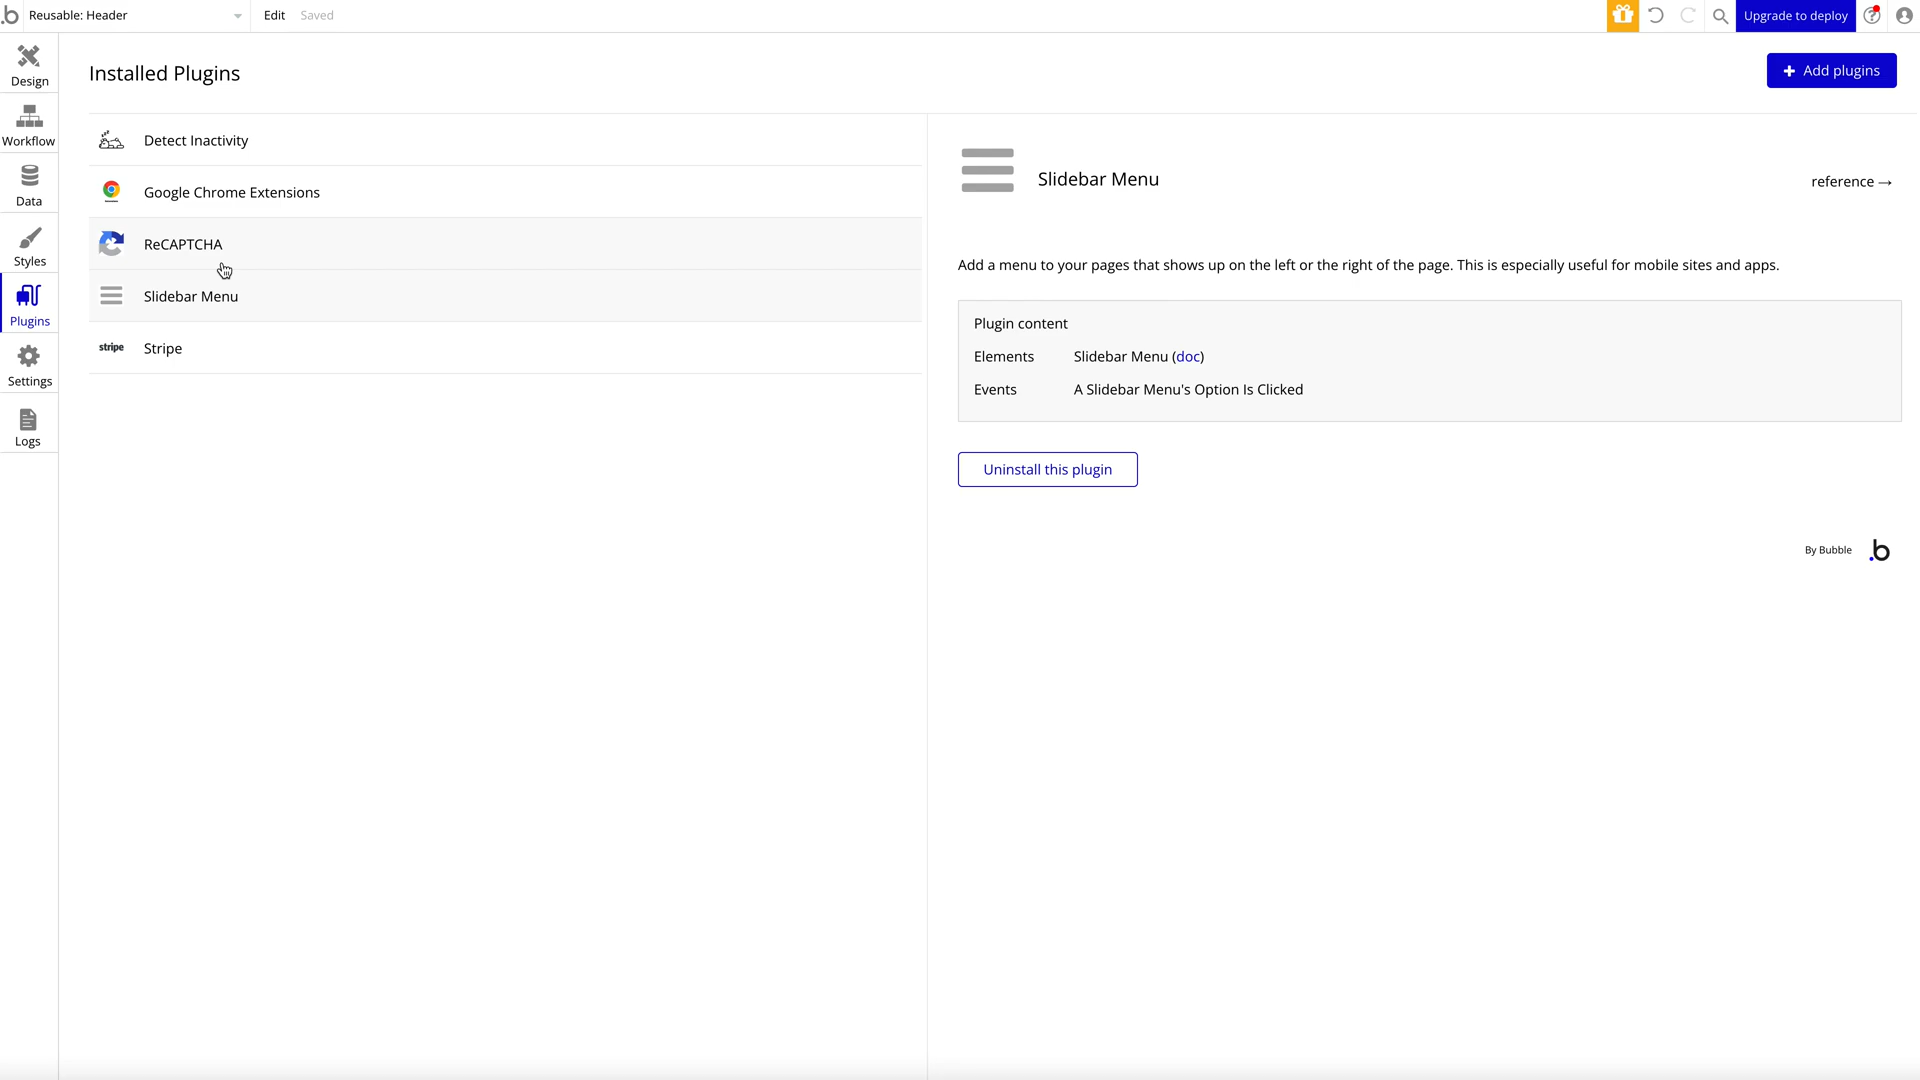 .b Reusable: Header Edit Saved Upgrade to deploy
Design
Workflow
Data
Styles
Plugins
Settings
Logs
Installed Plugins
+ Add plugins
Detect Inactivity
Google Chrome Extensions
ReCAPTCHA
Slidebar Menu
stripe Stripe
Slidebar Menu
reference →
Add a menu to your pages that shows up on the left or the right of the page. This is especially useful for mobile sites and apps.
Plugin content
Elements Slidebar Menu (doc)
Events A Slidebar Menu's Option Is Clicked
Uninstall this plugin
By Bubble .b